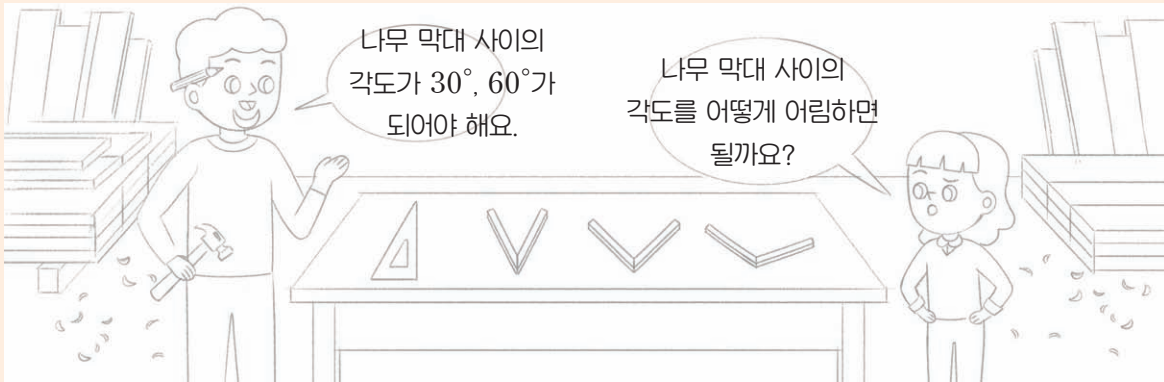 나무 막대 사이의
각도가 30°, 60°가
되어야 해요.
나무 막대 사이의
각도를 어떻게 어림하면
될까요?